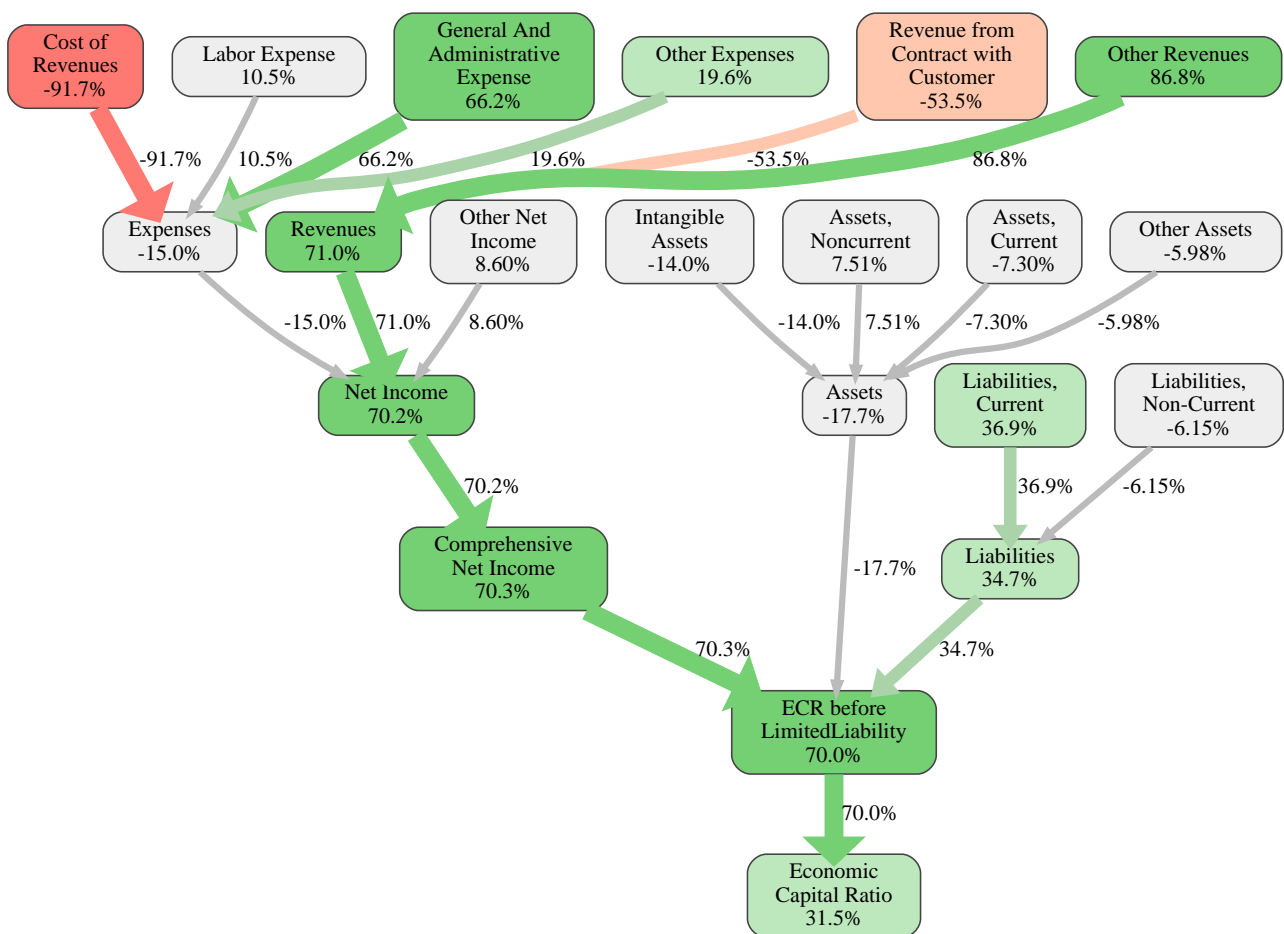 Cost of
Revenues
-91.7%
Labor Expense
10.5%
General And
Administrative
Expense
66.2%
Other Expenses
19.6%
Revenue from
Contract with
Customer
-53.5%
Other Revenues
86.8%
-91.7%
10.5%
66.2%
19.6%
-53.5%
86.8%
Expenses
-15.0%
Revenues
71.0%
Other Net
Income
8.60%
Intangible
Assets
-14.0%
Assets,
Noncurrent
7.51%
Assets,
Current
-7.30%
Other Assets
-5.98%
-15.0%
71.0%
8.60%
-14.0%
7.51%
-7.30%
-5.98%
Net Income
70.2%
Assets
-17.7%
Liabilities,
Current
36.9%
Liabilities,
Non-Current
-6.15%
70.2%
36.9%
-6.15%
Comprehensive
Net Income
70.3%
-17.7%
Liabilities
34.7%
70.3%
34.7%
ECR before
LimitedLiability
70.0%
70.0%
Economic
Capital Ratio
31.5%